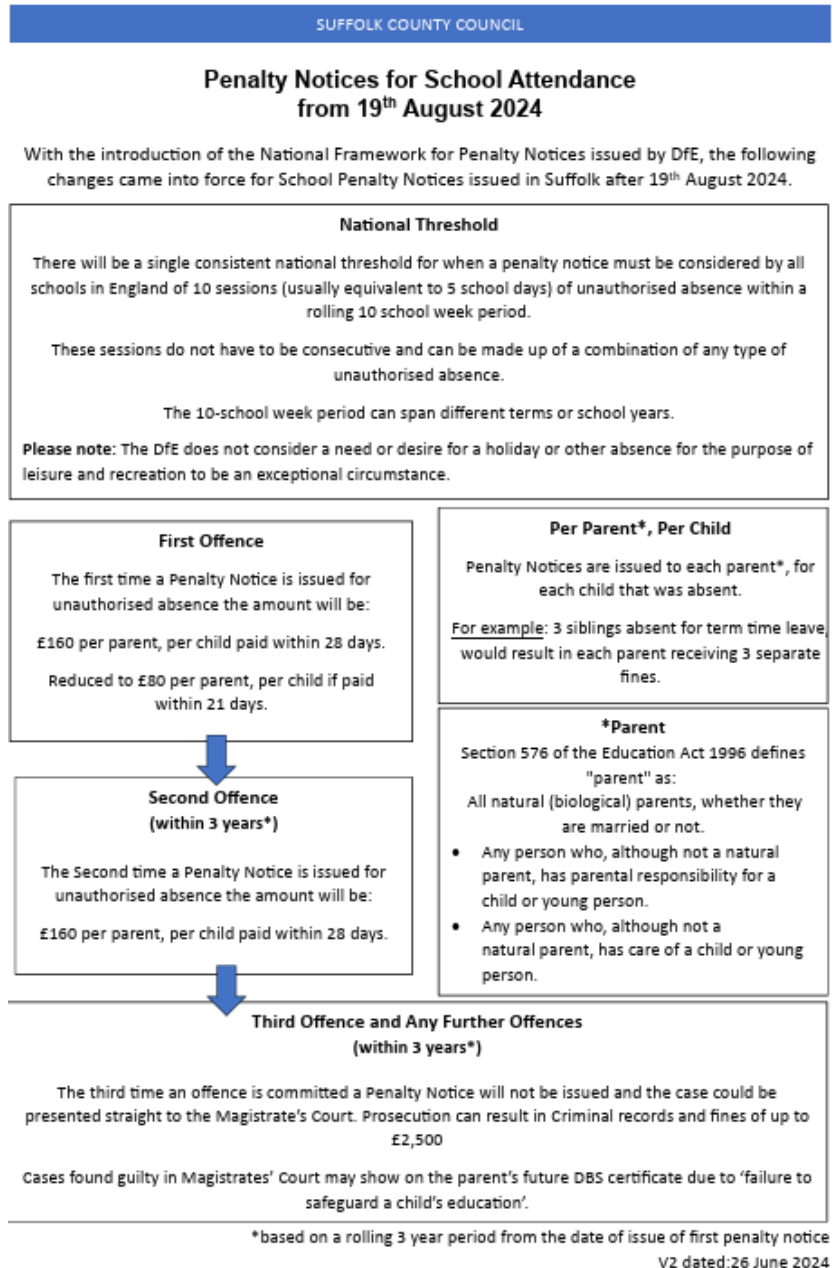 SUFFOLK COUNTY COUNCIL
Penalty Notices for School Attendance
from 19th August 2024
With the introduction of the National Framework for Penalty Notices issued by DfE, the following
changes came into force for School Penalty Notices issued in Suffolk after 19th August 2024.
National Threshold
There will be a single consistent national threshold for when a penalty notice must be considered by all
schools in England of 10 sessions (usually equivalent to 5 school days) of unauthorised absence within a
rolling 10 school week period.
These sessions do not have to be consecutive and can be made up of a combination of any type of
unauthorised absence.
The 10-school week period can span different terms or school years.
Please note: The DfE does not consider a need or desire for a holiday or other absence for the purpose of
leisure and recreation to be an exceptional circumstance.
First Offence
The first time a Penalty Notice is issued for
unauthorised absence the amount will be:
£160 per parent, per child paid within 28 days.
Reduced to £80 per parent, per child if paid
within 21 days.
Second Offence
(within 3 years*)
The Second time a Penalty Notice is issued for
unauthorised absence the amount will be:
£160 per parent, per child paid within 28 days.
Per Parent*, Per Child
Penalty Notices are issued to each parent*, for
each child that was absent.
For example: 3 siblings absent for term time leave,
would result in each parent receiving 3 separate
fines.
*Parent
Section 576 of the Education Act 1996 defines
"parent" as:
All natural (biological) parents, whether they
are married or not.
• Any person who, although not a natural
parent, has parental responsibility for a
child or young person.
• Any person who, although not a
natural parent, has care of a child or young
person.
Third Offence and Any Further Offences
(within 3 years*)
The third time an offence is committed a Penalty Notice will not be issued and the case could be
presented straight to the Magistrate's Court. Prosecution can result in Criminal records and fines of up to
£2,500
Cases found guilty in Magistrates' Court may show on the parent's future DBS certificate due to 'failure to
safeguard a child's education'.
*based on a rolling 3 year period from the date of issue of first penalty notice
V2 dated:26 June 2024